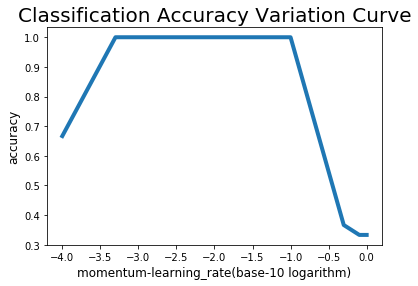 Classification Accuracy Variation Curve
1.0
0.9
0.8
0.7
0.6
0.5
0.4
0.3
accuracy
−4.0 −3.5 −3.0 −2.5 −2.0 −1.5 −1.0 −0.5 0.0
momentum-learning_rate(base-10 logarithm)